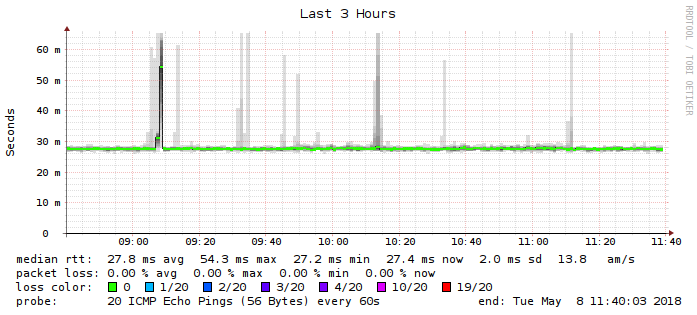 Last 3 Hours
RRDTOOL / TOBI OETIKER
Seconds
60 m
50 m
40 m
30 m
20 m
10 m
0
09:00 09:20 09:40 10:00 10:20 10:40 11:00 11:20 11:40
median rtt: 27.8 ms avg 54.3 ms max 27.2 ms min 27.4 ms now 2.0 ms sd 13.8 am/s
packet loss: 0.00 % avg 0.00 % max 0.00 % min 0.00 % now
loss color: 0 1/20 2/20 3/20 4/20 10/20 19/20
probe: 20 ICMP Echo Pings (56 Bytes) every 60s end: Tue May 8 11:40:03 2018